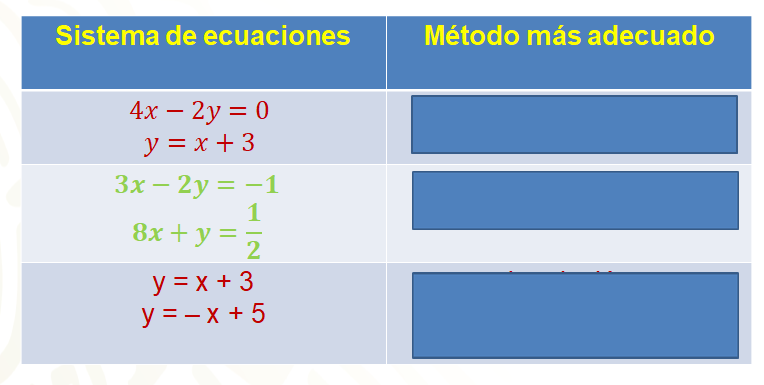 Sistema de ecuaciones
Método más adecuado
4x − 2y = 0
y = x + 3
3x − 2y = −1
8x + y = 1/2
y = x + 3
y = – x + 5